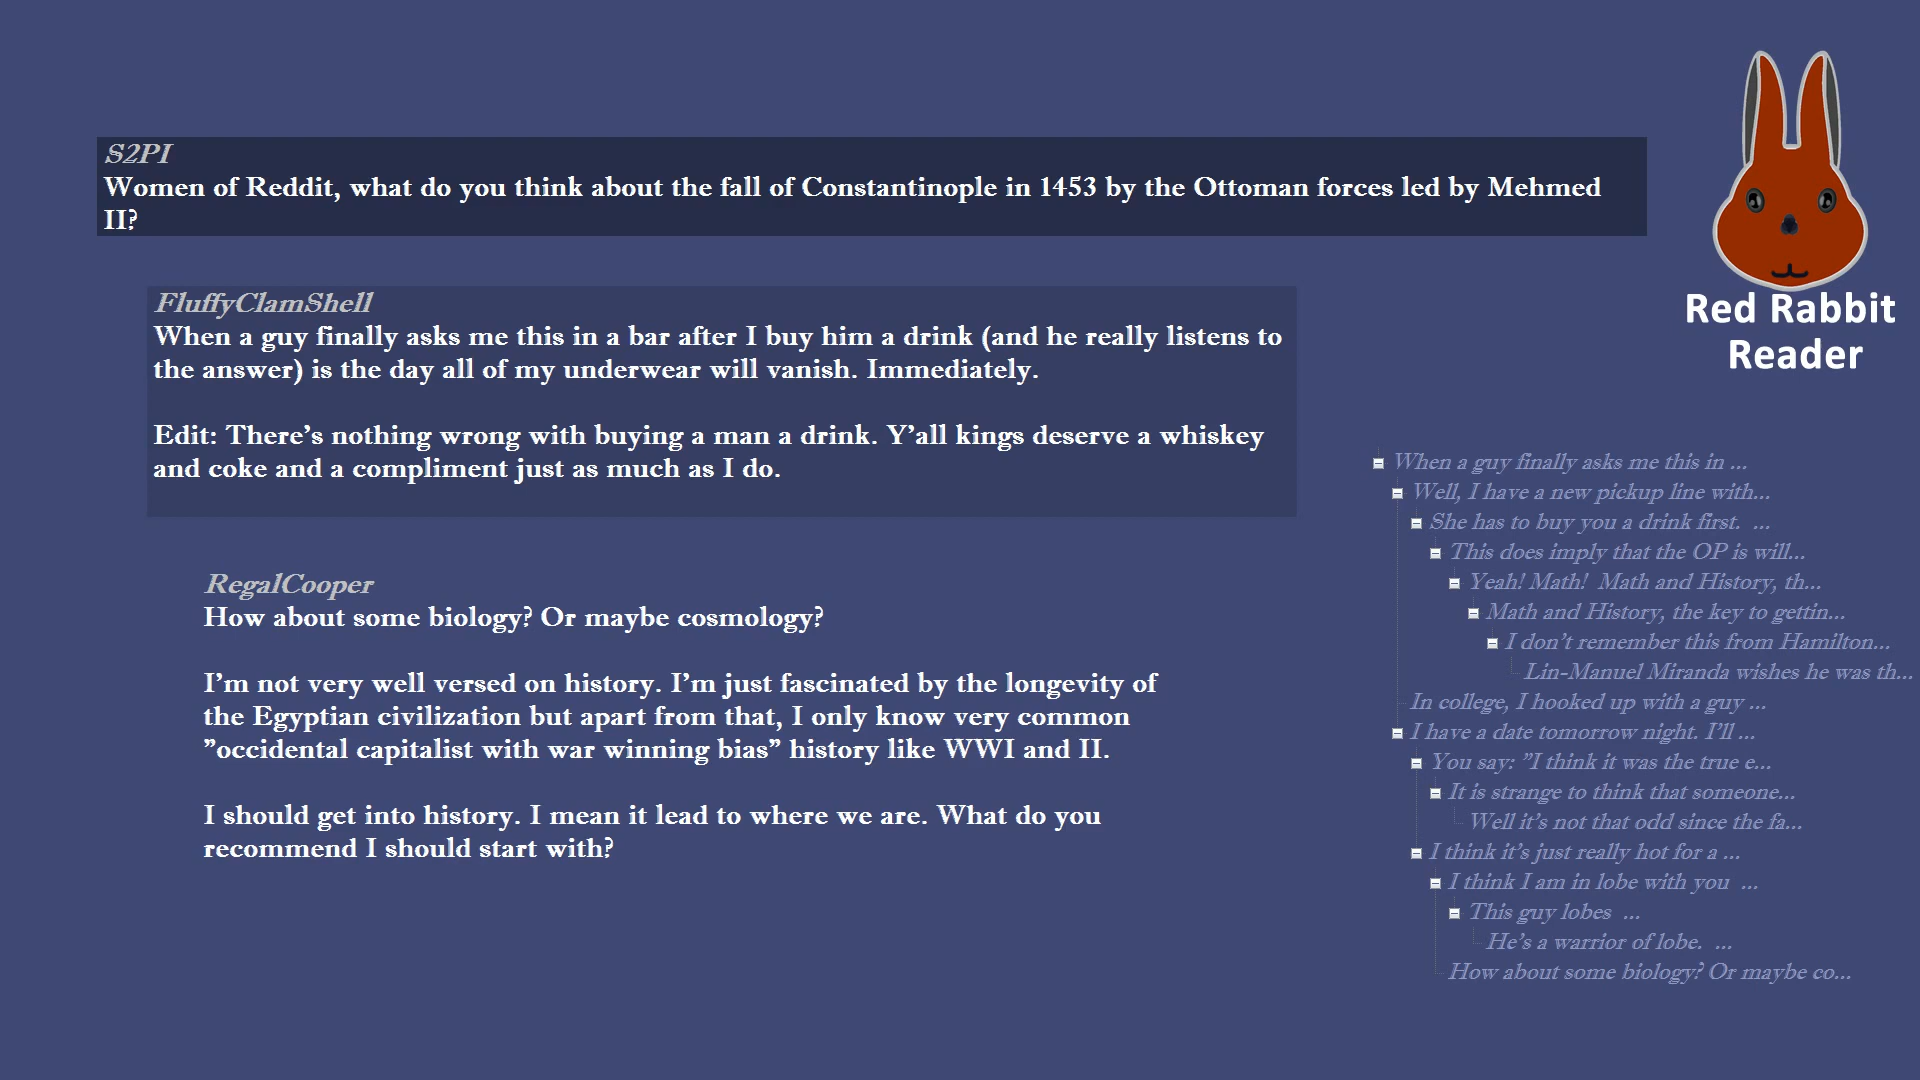 S2PI
Women of Reddit, what do you think about the fall of Constantinople in 1453 by the Ottoman forces led by Mehmed
II?
FluffyClamShell
When a guy finally asks me this in a bar after I buy him a drink (and he really listens to
the answer) is the day all of my underwear will vanish. Immediately.
Edit: There's nothing wrong with buying a man a drink. Y'all kings deserve a whiskey
and coke and a compliment just as much as I do.
RegalCooper
How about some biology? Or maybe cosmology?
I'm not very well versed on history. I'm just fascinated by the longevity of
the Egyptian civilization but apart from that, I only know very common
"occidental capitalist with war winning bias" history like WWI and II.
I should get into history. I mean it lead to where we are. What do you
recommend I should start with?
Red Rabbit
Reader
When a guy finally asks me this in ...
Well, I have a new pickup line with...
She has to buy you a drink first. ...
This does imply that the OP is will...
Yeah! Math! Math and History, th...
Math and History, the key to gettin...
I don't remember this from Hamilton...
Lin-Manuel Miranda wishes he was th...
In college, I hooked up with a guy ...
I have a date tomorrow night. I'll ...
You say: "I think it was the true e...
It is strange to think that someone...
Well it's not that odd since the fa...
I think it's just really hot for a ...
I think I am in lobe with you ...
This guy lobes ...
He's a warrior of lobe. ...
How about some biology? Or maybe co...